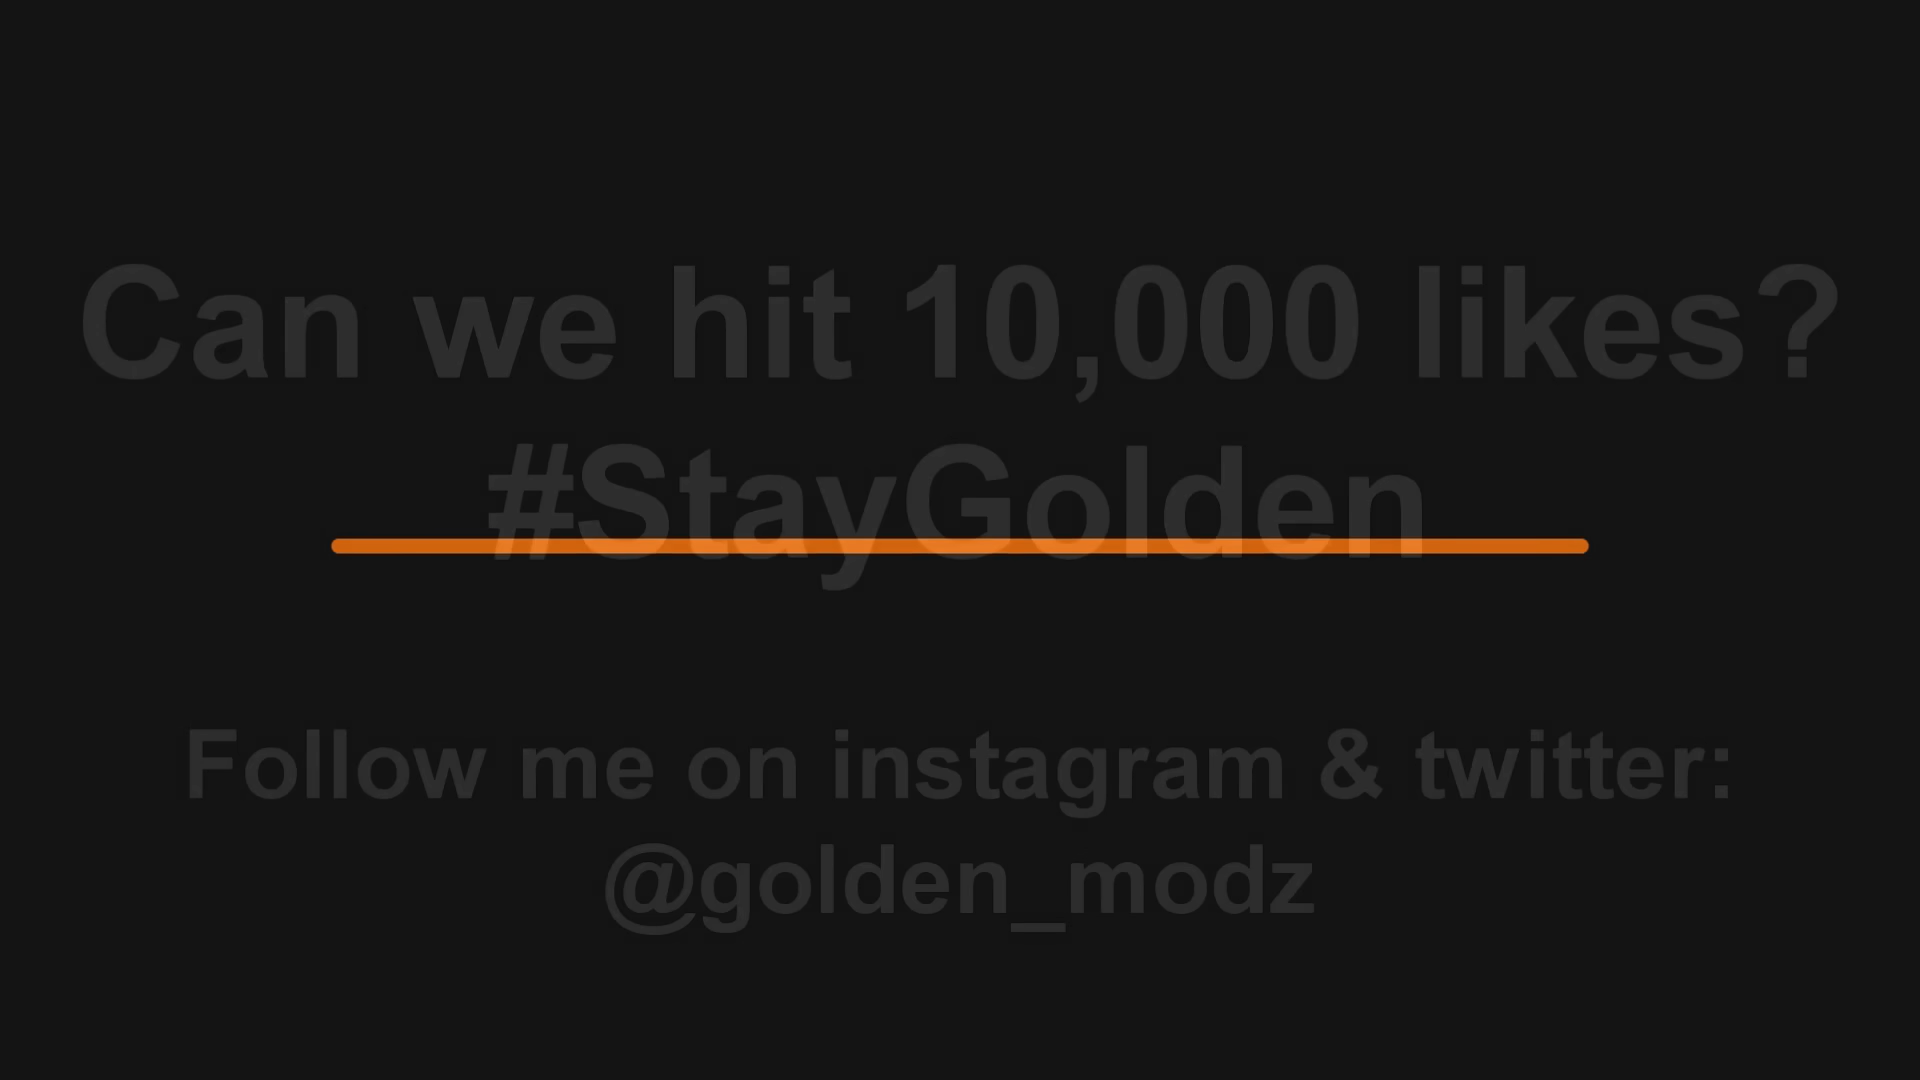 Can we hit 10,000 likes?
#StayGolden
Follow me on instagram & twitter:
@golden_modz